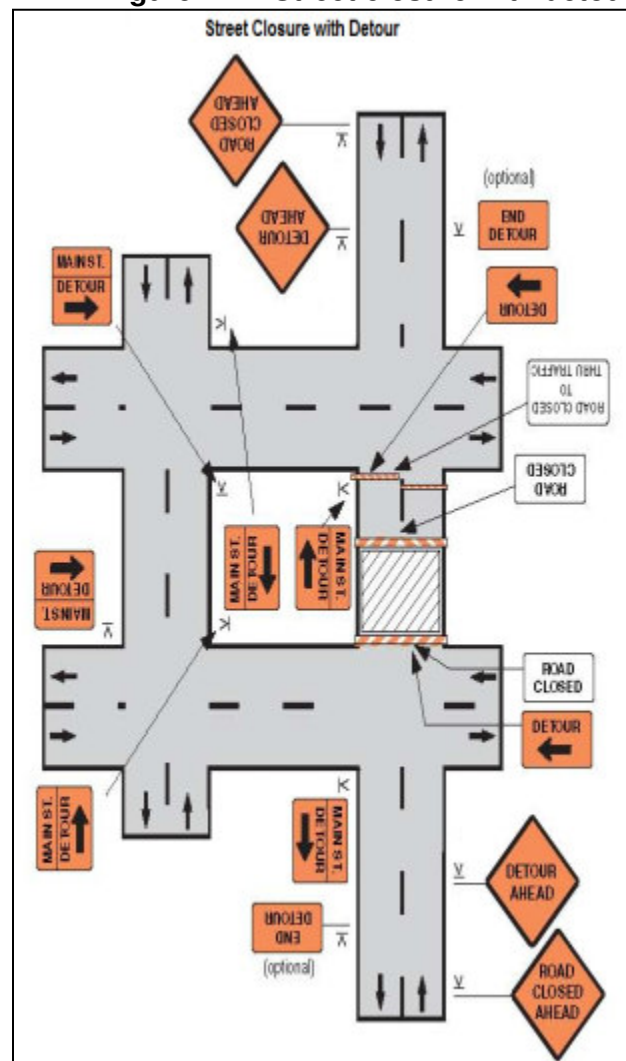 Street Closure with Detour
ROAD
CLOSED
AHEAD
DETOUR
AHEAD
(optional)
END
DETOUR
MAIN ST.
DETOUR
DETOUR
ROAD CLOSED
TO
THRU TRAFFIC
ROAD
CLOSED
MAIN ST.
DETOUR
MAIN ST.
DETOUR
MAIN ST.
DETOUR
ROAD
CLOSED
DETOUR
MAIN ST.
DETOUR
MAIN ST.
DETOUR
DETOUR
AHEAD
END
DETOUR
(optional)
ROAD
CLOSED
AHEAD